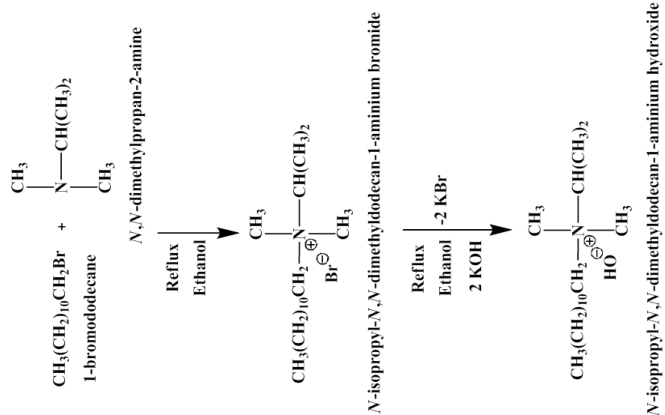 CH3
CH3(CH2)10CH2Br + N—CH(CH3)2
1-bromododecane
CH3
N,N-dimethylpropan-2-amine
Reflux
Ethanol
CH3
CH3(CH2)10CH2—N—CH(CH3)2
⊕
⊖
Br
CH3
N-isopropyl-N,N-dimethyldodecan-1-aminium bromide
Reflux
Ethanol -2 KBr
2 KOH
CH3
CH3(CH2)10CH2—N—CH(CH3)2
⊕
⊖
HO
CH3
N-isopropyl-N,N-dimethyldodecan-1-aminium hydroxide